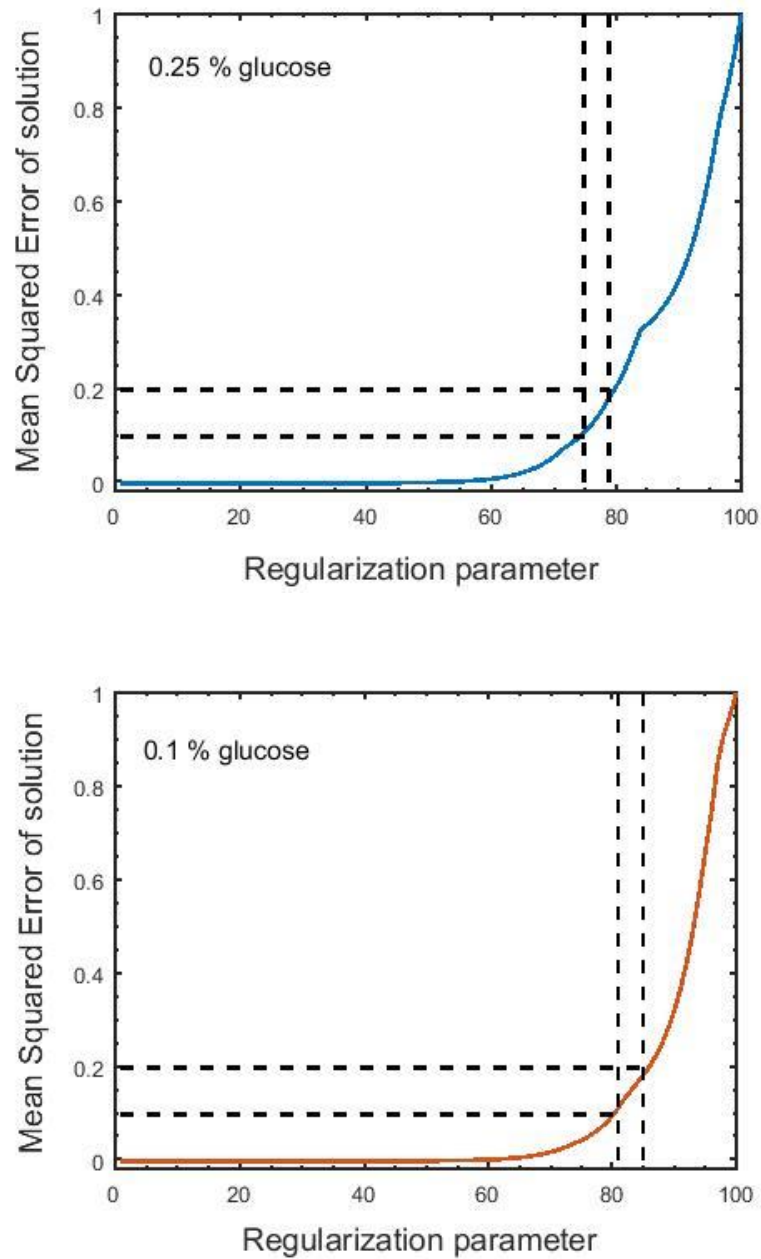 Mean Squared Error of solution
1
0.8
0.6
0.4
0.2
0
0.25 % glucose
0 20 40 60 80 100
Regularization parameter
Mean Squared Error of solution
1
0.8
0.6
0.4
0.2
0
0.1 % glucose
0 20 40 60 80 100
Regularization parameter